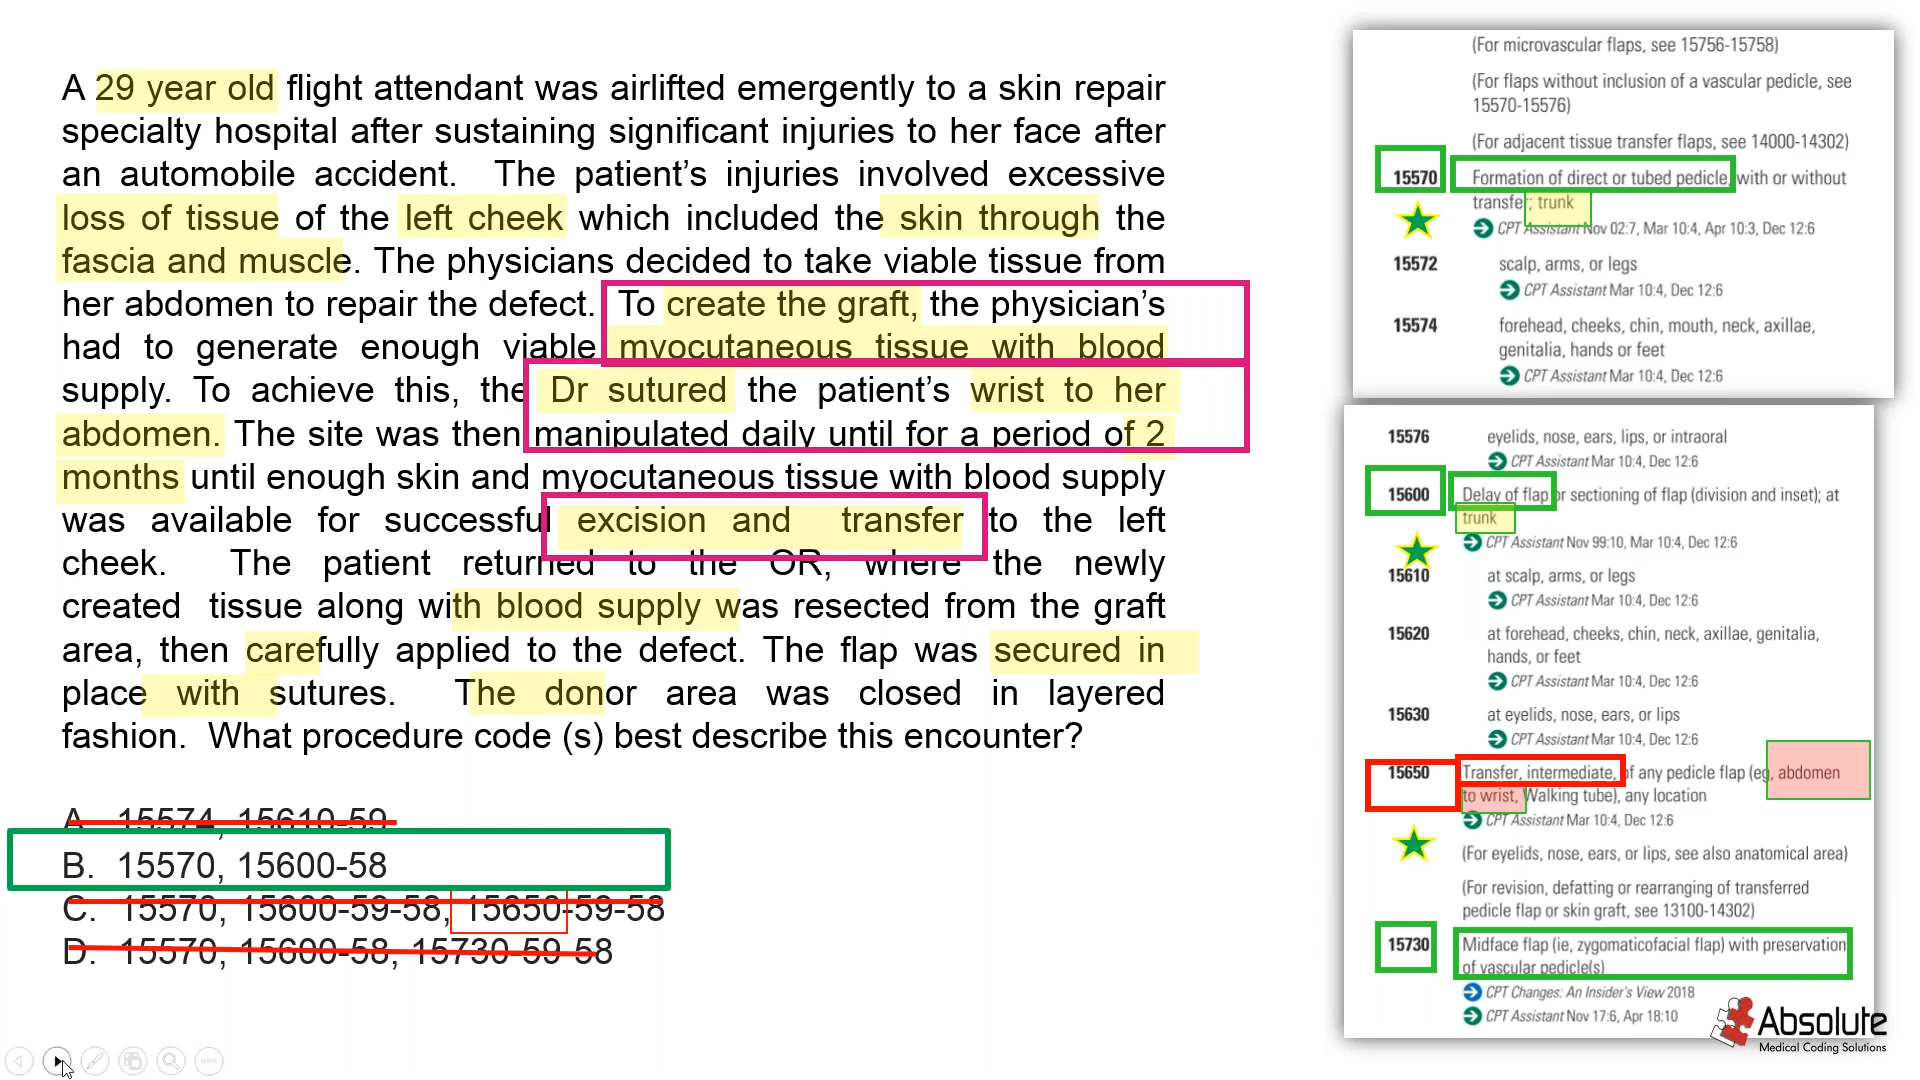 A 29 year old flight attendant was airlifted emergently to a skin repair
specialty hospital after sustaining significant injuries to her face after
an automobile accident. The patient's injuries involved excessive
loss of tissue of the left cheek which included the skin through the
fascia and muscle. The physicians decided to take viable tissue from
her abdomen to repair the defect. To create the graft, the physician's
had to generate enough viable myocutaneous tissue with blood
supply. To achieve this, the Dr sutured the patient's wrist to her
abdomen. The site was then manipulated daily until for a period of 2
months until enough skin and myocutaneous tissue with blood supply
was available for successful excision and transfer to the left
cheek. The patient returned to the OR, where the newly
created tissue along with blood supply was resected from the graft
area, then carefully applied to the defect. The flap was secured in
place with sutures. The donor area was closed in layered
fashion. What procedure code (s) best describe this encounter?
A. 15574, 15610-59
B. 15570, 15600-58
C. 15570, 15600-59-58, 15650-59-58
D. 15570, 15600-58, 15730-59-58
(For microvascular flaps, see 15756-15758)
(For flaps without inclusion of a vascular pedicle, see
15570-15576)
(For adjacent tissue transfer flaps, see 14000-14302)
15570 Formation of direct or tubed pedicle, with or without
transfer; trunk
CPT Assistant Nov 02:7, Mar 10:4, Apr 10:3, Dec 12:6
15572 scalp, arms, or legs
CPT Assistant Mar 10:4, Dec 12:6
15574 forehead, cheeks, chin, mouth, neck, axillae,
genitalia, hands or feet
CPT Assistant Mar 10:4, Dec 12:6
15576 eyelids, nose, ears, lips, or intraoral
CPT Assistant Mar 10:4, Dec 12:6
15600 Delay of flap or sectioning of flap (division and inset); at
trunk
CPT Assistant Nov 99:10, Mar 10:4, Dec 12:6
15610 at scalp, arms, or legs
CPT Assistant Mar 10:4, Dec 12:6
15620 at forehead, cheeks, chin, neck, axillae, genitalia,
hands, or feet
CPT Assistant Mar 10:4, Dec 12:6
15630 at eyelids, nose, ears, or lips
CPT Assistant Mar 10:4, Dec 12:6
15650 Transfer, intermediate, of any pedicle flap (eg, abdomen
to wrist, Walking tube), any location
CPT Assistant Mar 10:4, Dec 12:6
(For eyelids, nose, ears, or lips, see also anatomical area)
(For revision, defatting or rearranging of transferred
pedicle flap or skin graft, see 13100-14302)
15730 Midface flap (ie, zygomaticofacial flap) with preservation
of vascular pedicle(s)
CPT Changes: An Insider's View 2018
CPT Assistant Nov 17:6, Apr 18:10
Absolute
Medical Coding Solutions